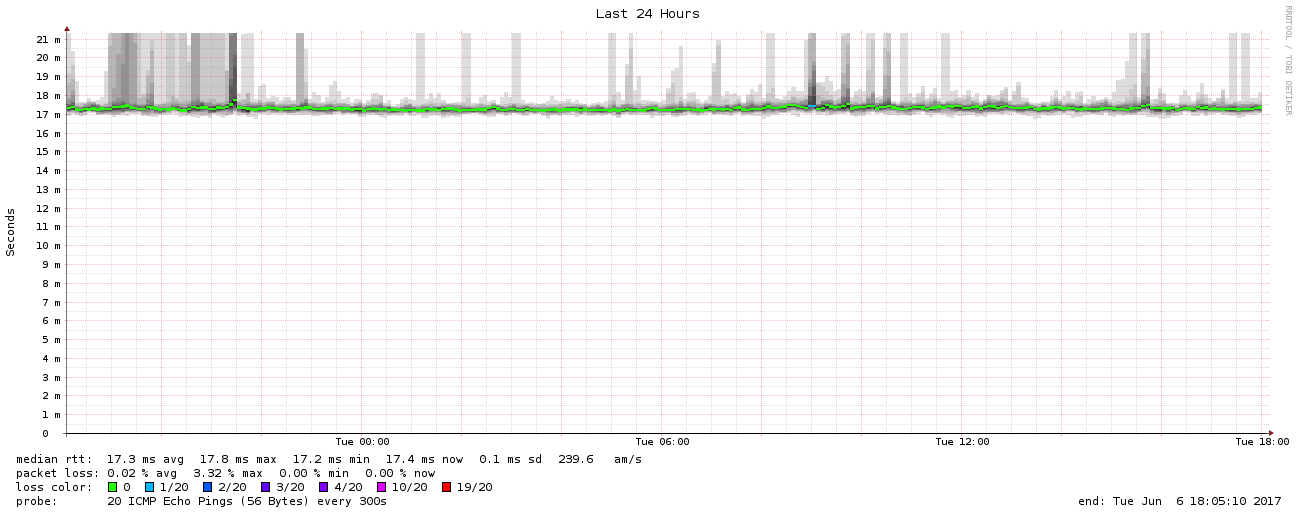 Last 24 Hours
RRDTOOL / TOBI OETIKER
Seconds
21 m
20 m
19 m
18 m
17 m
16 m
15 m
14 m
13 m
12 m
11 m
10 m
9 m
8 m
7 m
6 m
5 m
4 m
3 m
2 m
1 m
0
Tue 00:00 Tue 06:00 Tue 12:00 Tue 18:00
median rtt: 17.3 ms avg 17.8 ms max 17.2 ms min 17.4 ms now 0.1 ms sd 239.6 am/s
packet loss: 0.02 % avg 3.32 % max 0.00 % min 0.00 % now
loss color: 0 1/20 2/20 3/20 4/20 10/20 19/20
probe: 20 ICMP Echo Pings (56 Bytes) every 300s end: Tue Jun 6 18:05:10 2017